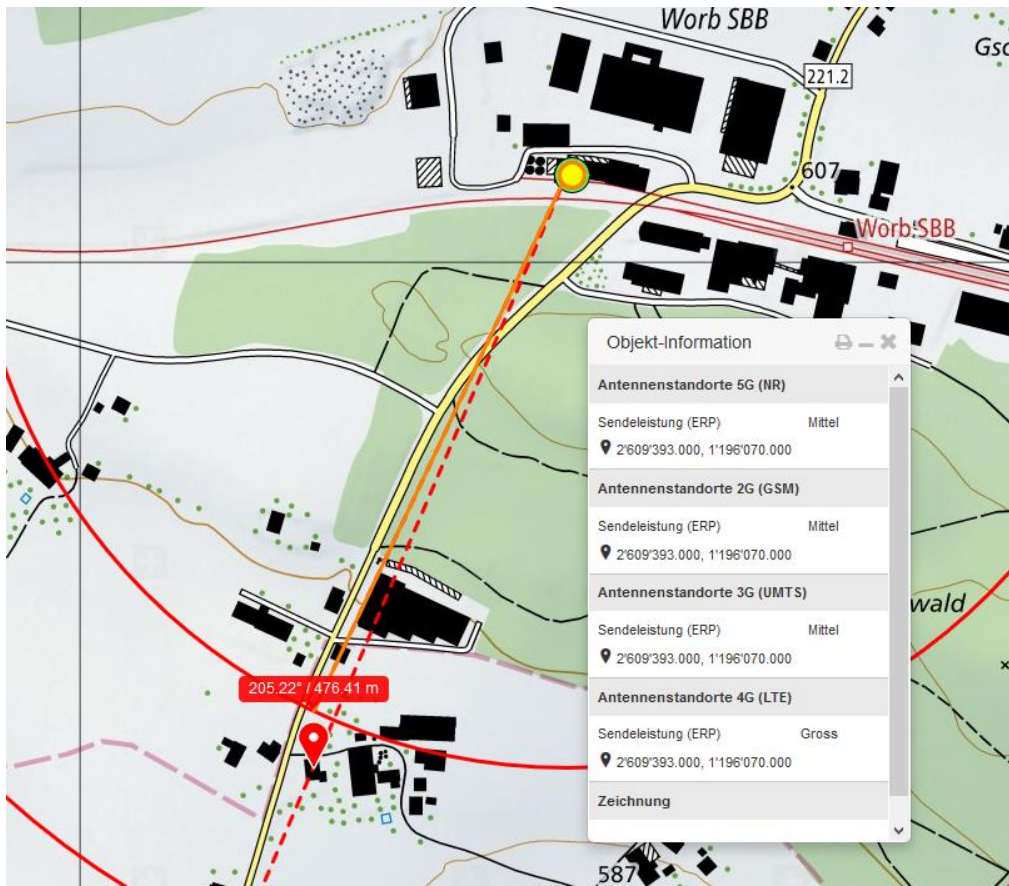 Worb SBB
Gsc
221.2
607
Worb SBB
Objekt-Information
Antennenstandorte 5G (NR)
Sendeleistung (ERP) Mittel
2'609'393.000, 1'196'070.000
Antennenstandorte 2G (GSM)
Sendeleistung (ERP) Mittel
2'609'393.000, 1'196'070.000
Antennenstandorte 3G (UMTS)
Sendeleistung (ERP) Mittel
2'609'393.000, 1'196'070.000
wald
205.22° / 476.41 m
Antennenstandorte 4G (LTE)
Sendeleistung (ERP) Gross
2'609'393.000, 1'196'070.000
Zeichnung
587